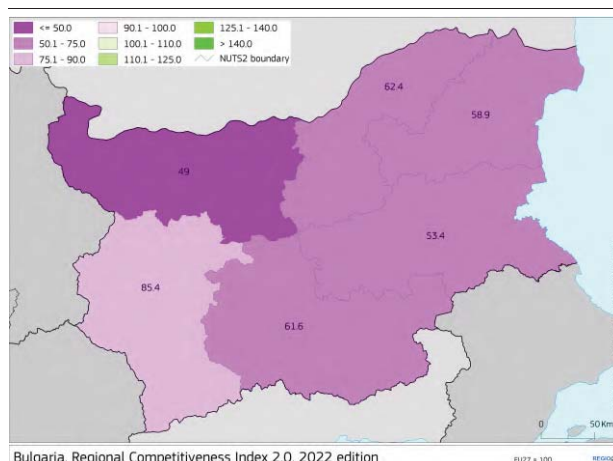 <= 50.0 90.1 - 100.0 125.1 - 140.0
50.1 - 75.0 100.1 - 110.0 > 140.0
75.1 - 90.0 110.1 - 125.0 NUTS2 boundary
62.4
58.9
49
53.4
85.4
61.6
0 50 Km
Bulgaria. Regional Competitiveness Index 2.0, 2022 edition
EU27 = 100